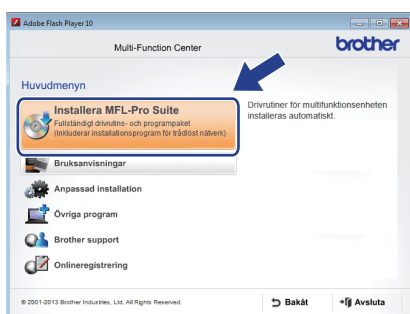 Adobe Flash Player 10
Multi-Function Center
brother
Huvudmenyn
Installera MFL-Pro Suite
Fullständigt drivrutins- och programpaket
(Inkluderar installationsprogram för trådlöst nätverk)
Drivrutiner för multifunktionsenheten
installeras automatiskt.
Bruksanvisningar
Anpassad installation
Övriga program
Brother support
Onlineregistrering
© 2001-2013 Brother Industries, Ltd. All Rights Reserved.
Bakåt
Avsluta